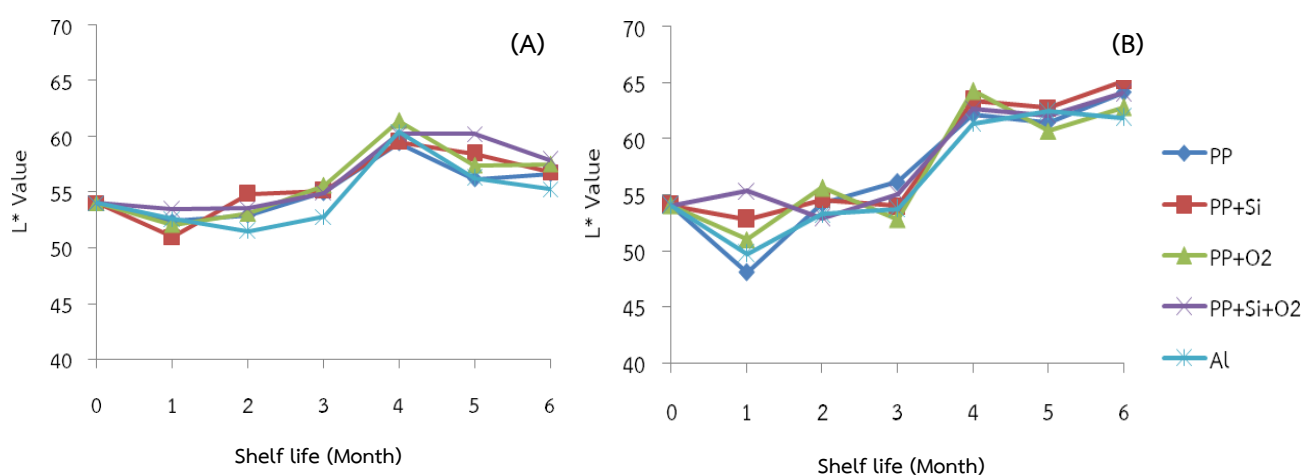 (A)
L* Value
70
65
60
55
50
45
40
0 1 2 3 4 5 6
Shelf life (Month)
(B)
L* Value
70
65
60
55
50
45
40
0 1 2 3 4 5 6
Shelf life (Month)
PP
PP+Si
PP+O2
PP+Si+O2
Al